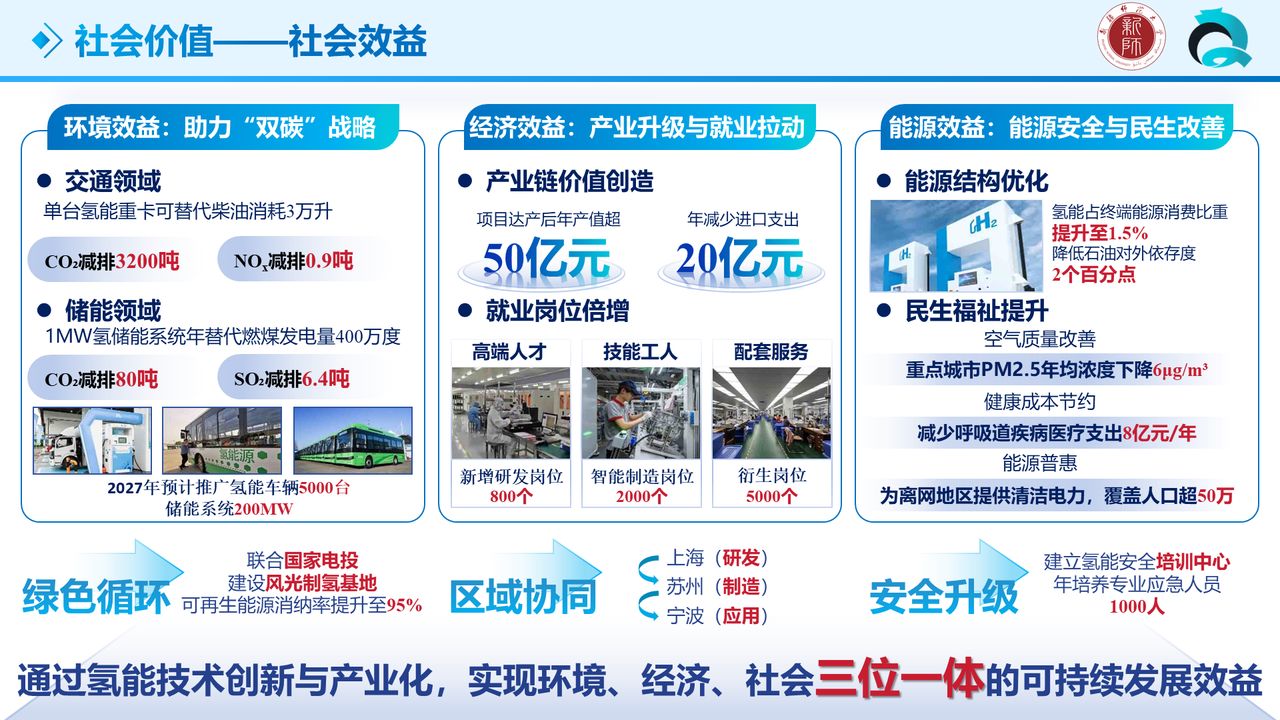 社会价值——社会效益
新师
环境效益：助力“双碳”战略
交通领域
单台氢能重卡可替代柴油消耗3万升
CO₂减排3200吨
NOₓ减排0.9吨
储能领域
1MW氢储能系统年替代燃煤发电量400万度
CO₂减排80吨
SO₂减排6.4吨
氢能源
2027年预计推广氢能车辆5000台
储能系统200MW
经济效益：产业升级与就业拉动
产业链价值创造
项目达产后年产值超
50亿元
年减少进口支出
20亿元
就业岗位倍增
高端人才
技能工人
配套服务
新增研发岗位
800个
智能制造岗位
2000个
衍生岗位
5000个
能源效益：能源安全与民生改善
能源结构优化
H₂
H₂
氢能占终端能源消费比重
提升至1.5%
降低石油对外依存度
2个百分点
民生福祉提升
空气质量改善
重点城市PM2.5年均浓度下降6μg/m³
健康成本节约
减少呼吸道疾病医疗支出8亿元/年
能源普惠
为离网地区提供清洁电力，覆盖人口超50万
绿色循环
联合国家电投
建设风光制氢基地
可再生能源消纳率提升至95%
区域协同
上海（研发）
苏州（制造）
宁波（应用）
安全升级
建立氢能安全培训中心
年培养专业应急人员
1000人
通过氢能技术创新与产业化，实现环境、经济、社会三位一体的可持续发展效益